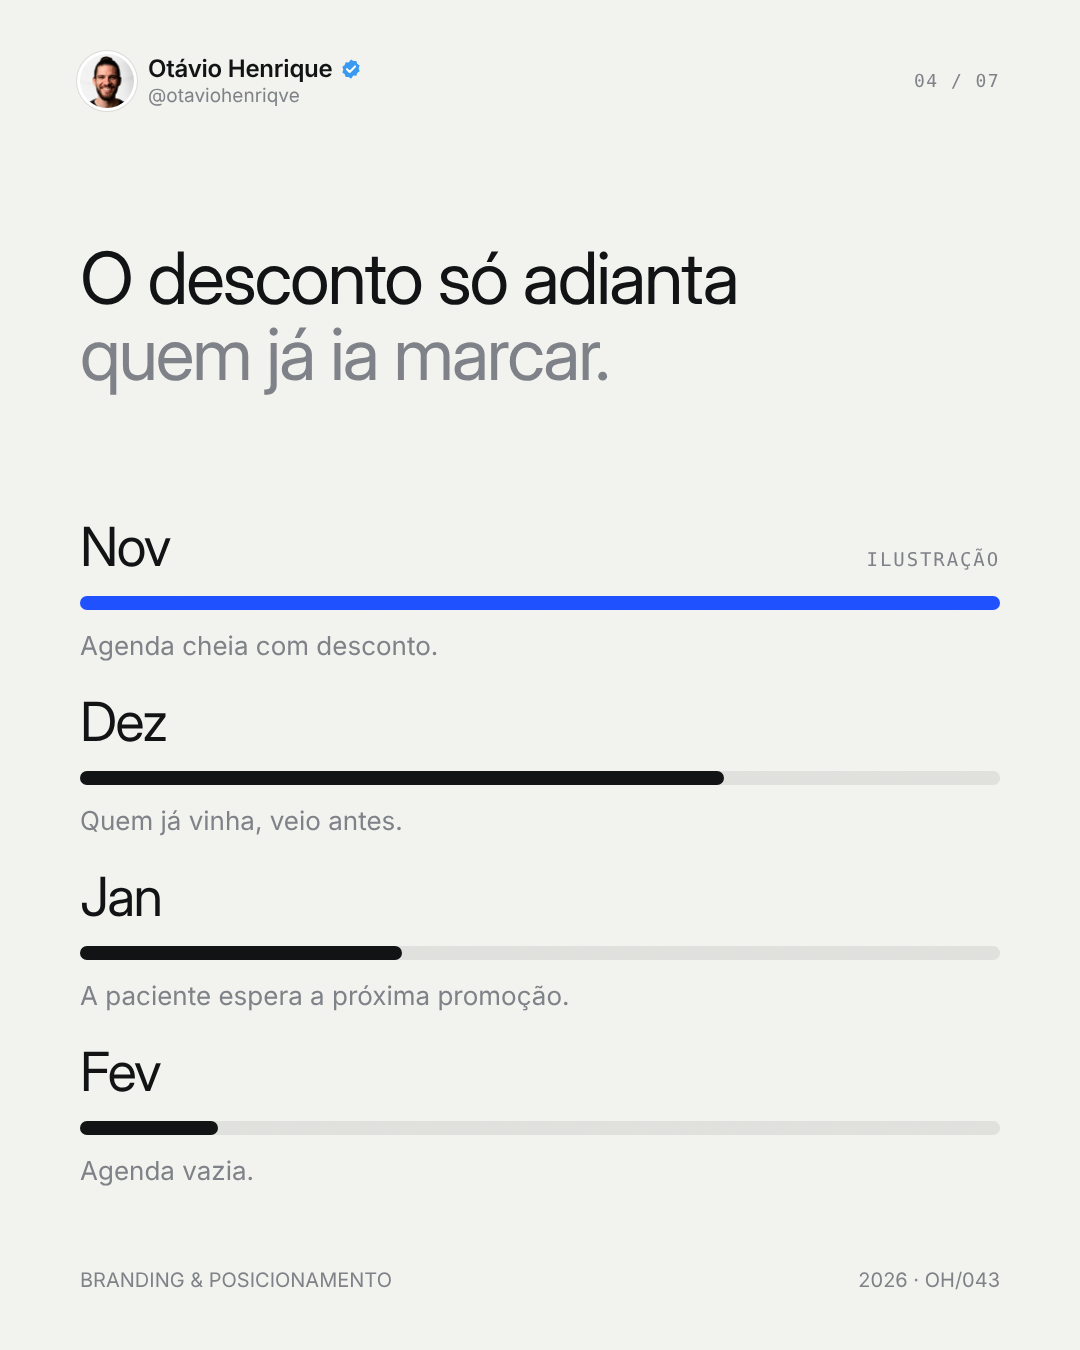 Otávio Henrique
@otaviohenriqve
04 / 07
O desconto só adianta
quem já ia marcar.
Nov
ILUSTRAÇÃO
Agenda cheia com desconto.
Dez
Quem já vinha, veio antes.
Jan
A paciente espera a próxima promoção.
Fev
Agenda vazia.
BRANDING & POSICIONAMENTO
2026 · OH/043